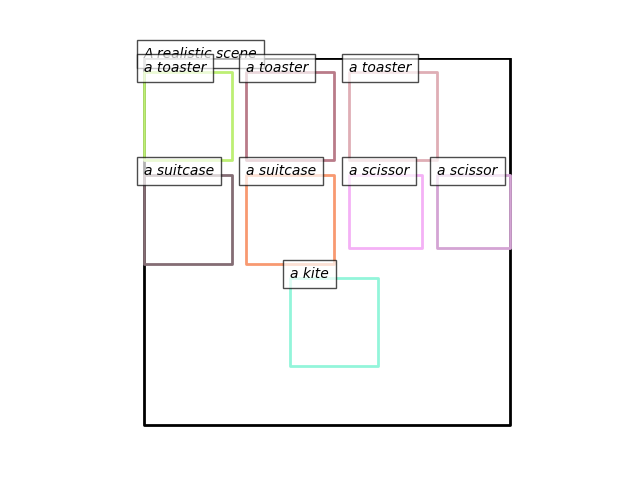 A realistic scene
a toaster
a toaster
a toaster
a suitcase
a suitcase
a scissor
a scissor
a kite